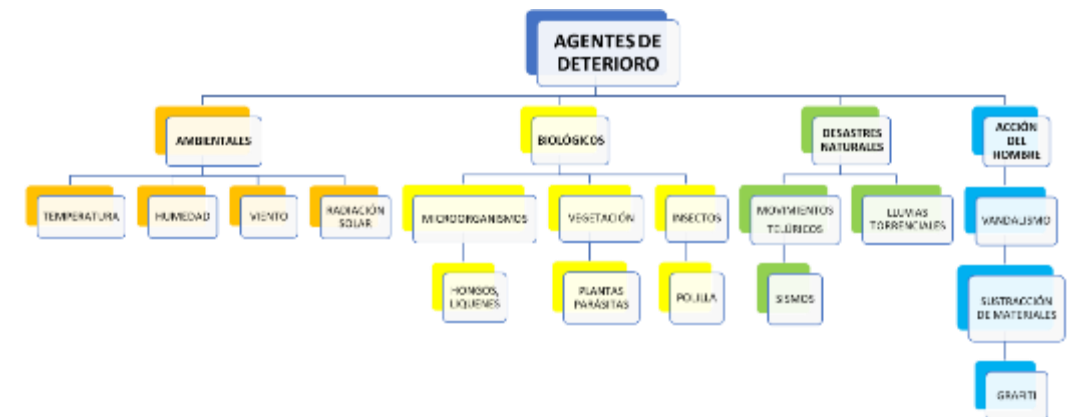 AGENTES DE
DETERIORO
AMBIENTALES
BIOLÓGICOS
DESASTRES
NATURALES
ACCIÓN
DEL
HOMBRE
TEMPERATURA
HUMEDAD
VIENTO
RADIACIÓN
SOLAR
MICROORGANISMOS
VEGETACIÓN
INSECTOS
MOVIMIENTOS
TELÚRICOS
LLUVIAS
TORRENCIALES
VANDALISMO
HONGOS,
LIQUENES
PLANTAS
PARÁSITAS
POLILLA
SISMOS
SUSTRACCIÓN
DE MATERIALES
GRAFITI